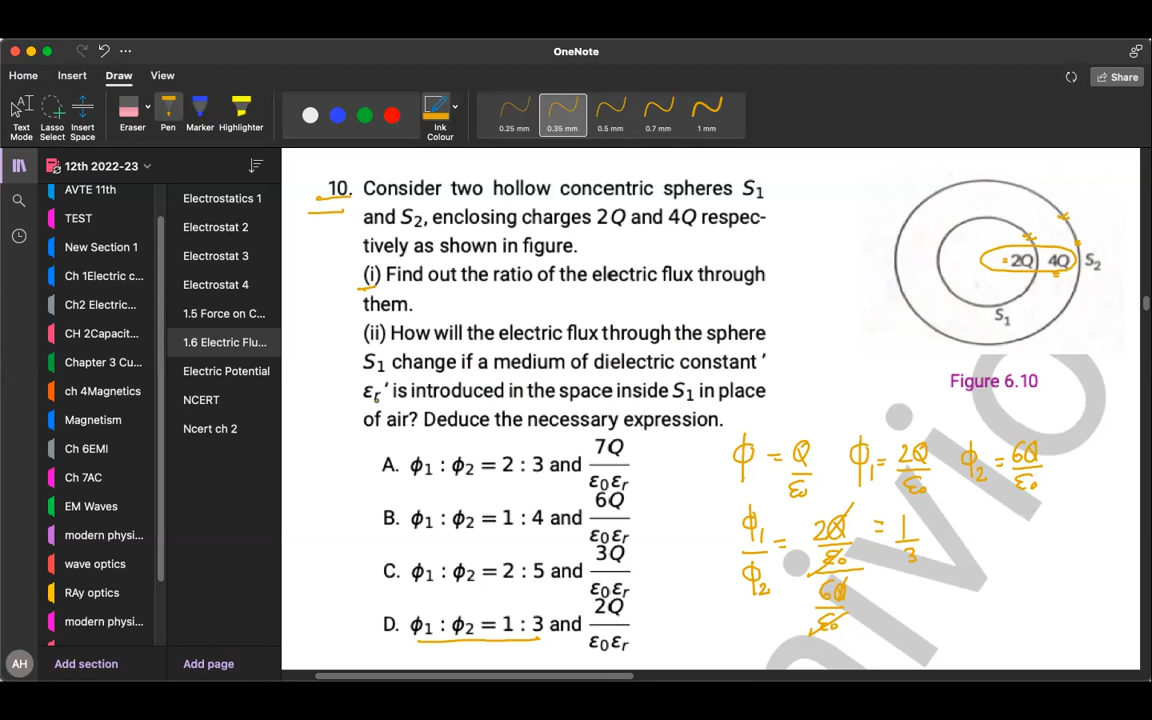 OneNote
Home Insert Draw View
Share
Text Mode
Lasso Select
Insert Space
Eraser
Pen
Marker
Highlighter
Ink Colour
0.25 mm
0.35 mm
0.5 mm
0.7 mm
1 mm
12th 2022-23
AVTE 11th
TEST
New Section 1
Ch 1Electric c...
Ch2 Electric...
CH 2Capacit...
Chapter 3 Cu...
ch 4Magnetics
Magnetism
Ch 6EMI
Ch 7AC
EM Waves
modern physi...
wave optics
RAy optics
modern physi...
AH
Add section
Electrostatics 1
Electrostat 2
Electrostat 3
Electrostat 4
1.5 Force on C...
1.6 Electric Flu...
Electric Potential
NCERT
Ncert ch 2
Add page
10. Consider two hollow concentric spheres S₁
and S₂, enclosing charges 2Q and 4Q respec-
tively as shown in figure.
(i) Find out the ratio of the electric flux through
them.
(ii) How will the electric flux through the sphere
S₁ change if a medium of dielectric constant '
εᵣ ' is introduced in the space inside S₁ in place
of air? Deduce the necessary expression.
A. ϕ₁ : ϕ₂ = 2 : 3 and 7Q/ε₀εᵣ
B. ϕ₁ : ϕ₂ = 1 : 4 and 6Q/ε₀εᵣ
C. ϕ₁ : ϕ₂ = 2 : 5 and 3Q/ε₀εᵣ
D. ϕ₁ : ϕ₂ = 1 : 3 and 2Q/ε₀εᵣ
2Q 4Q S₂
S₁
Figure 6.10
ϕ = Q/ε₀ ϕ₁ = 2Q/ε₀ ϕ₂ = 6Q/ε₀
ϕ₁/ϕ₂ = 2Q/ε₀ / 6Q/ε₀ = 1/3